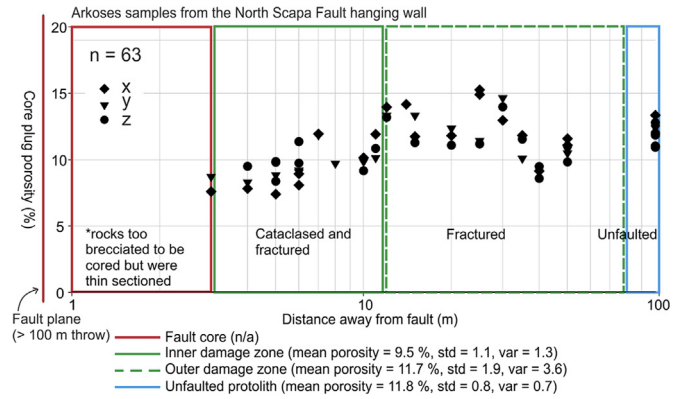 Arkoses samples from the North Scapa Fault hanging wall
20
15
10
5
0
Core plug porosity (%)
n = 63
x
y
z
*rocks too
brecciated to be
cored but were
thin sectioned
Cataclased and
fractured
Fractured
Unfaulted
1
10
100
Distance away from fault (m)
Fault plane
(> 100 m throw)
Fault core (n/a)
Inner damage zone (mean porosity = 9.5 %, std = 1.1, var = 1.3)
Outer damage zone (mean porosity = 11.7 %, std = 1.9, var = 3.6)
Unfaulted protolith (mean porosity = 11.8 %, std = 0.8, var = 0.7)